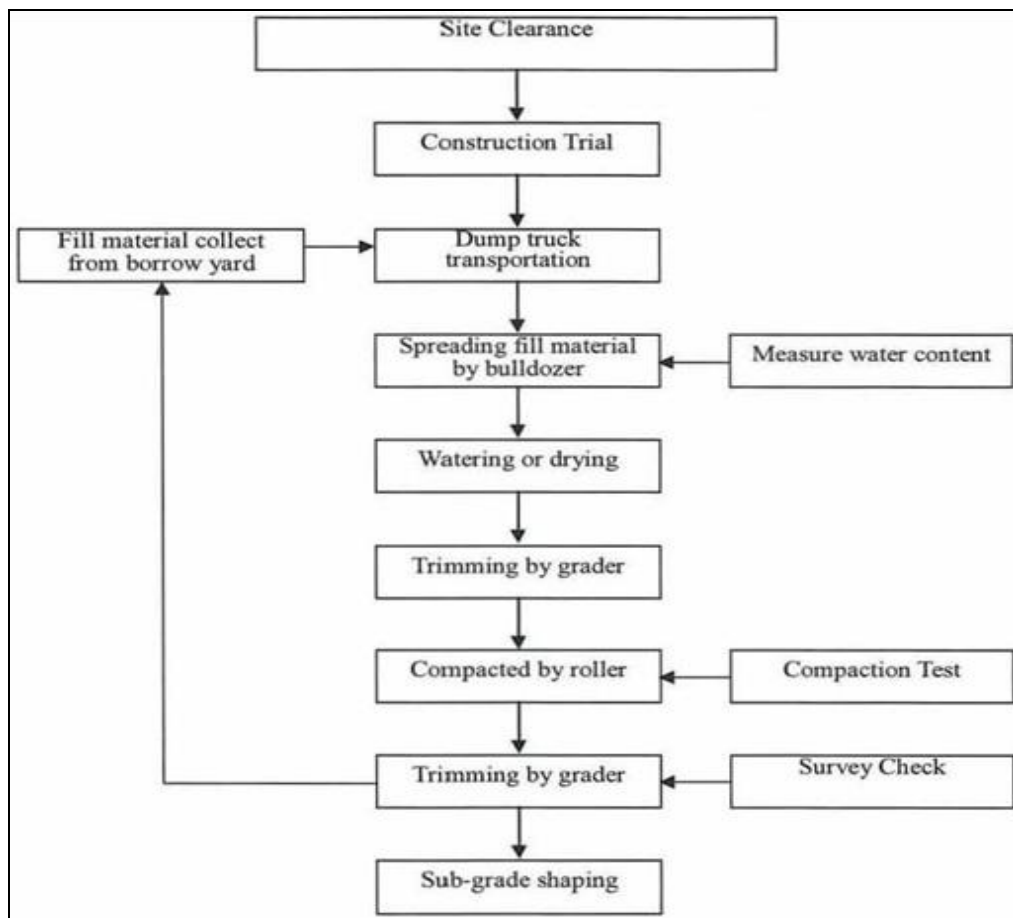 Site Clearance
Construction Trial
Fill material collect
from borrow yard
Dump truck
transportation
Spreading fill material
by bulldozer
Measure water content
Watering or drying
Trimming by grader
Compacted by roller
Compaction Test
Trimming by grader
Survey Check
Sub-grade shaping